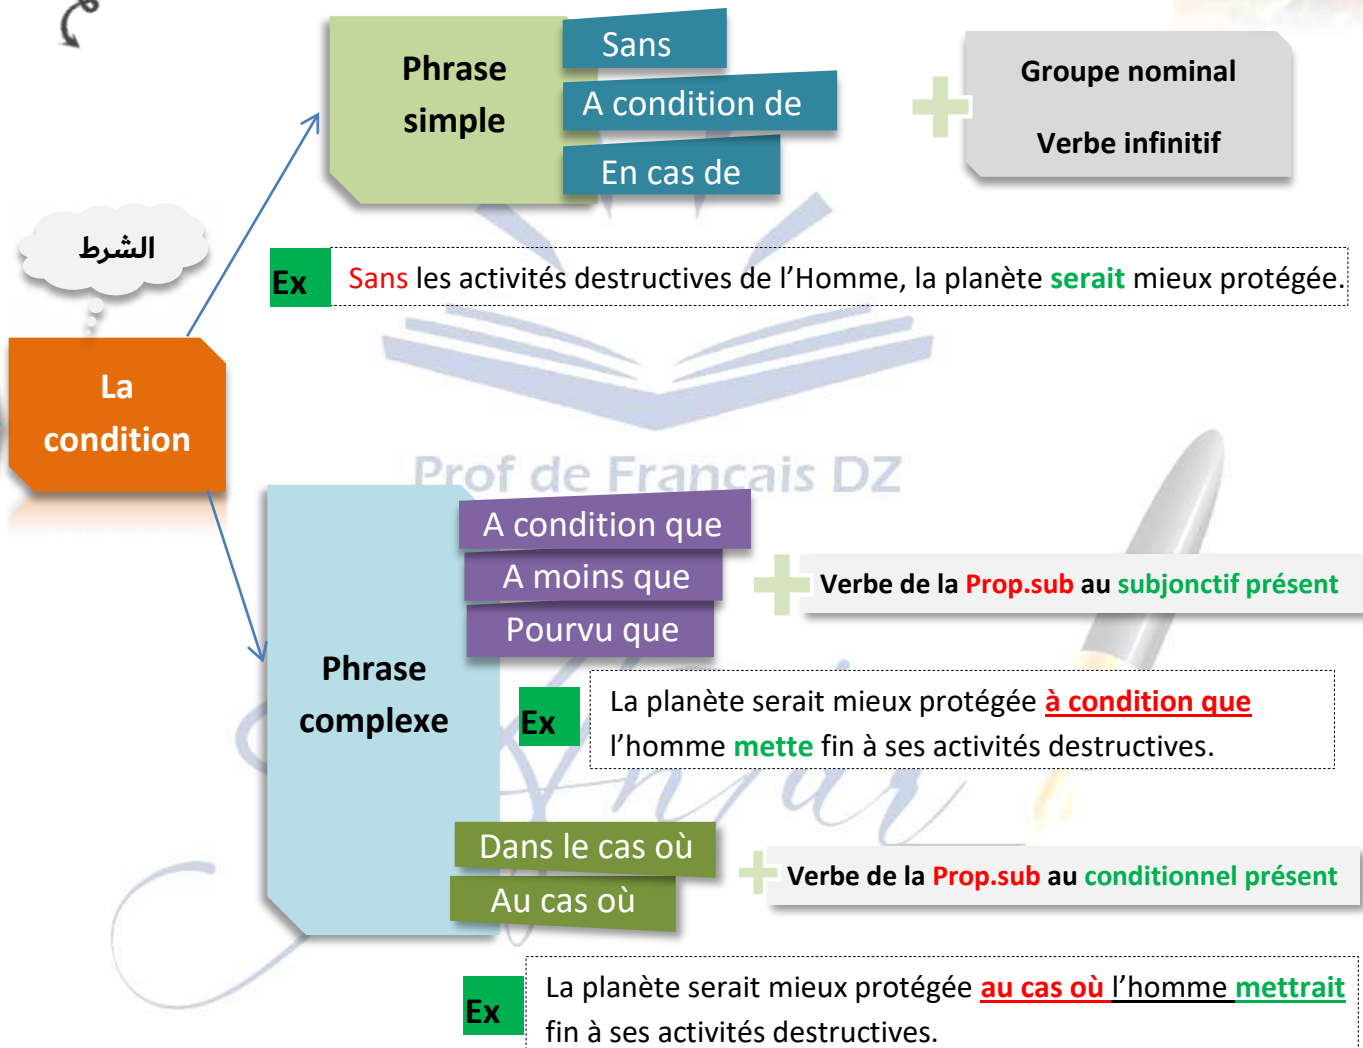 الشرط
La
condition
Phrase
simple
Sans
A condition de
En cas de
Groupe nominal
Verbe infinitif
Ex
Sans les activités destructives de l’Homme, la planète serait mieux protégée.
Prof de Francais DZ
Phrase
complexe
A condition que
A moins que
Pourvu que
Verbe de la Prop.sub au subjonctif présent
Ex
La planète serait mieux protégée à condition que
l’homme mette fin à ses activités destructives.
Dans le cas où
Au cas où
Verbe de la Prop.sub au conditionnel présent
Ex
La planète serait mieux protégée au cas où l’homme mettrait
fin à ses activités destructives.